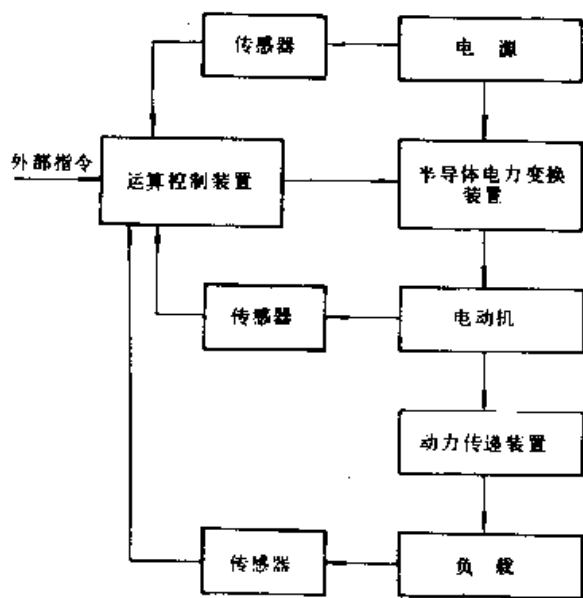 传感器
电 源
外部指令
运算控制装置
半导体电力变换
装置
传感器
电动机
动力传递装置
传感器
负 载